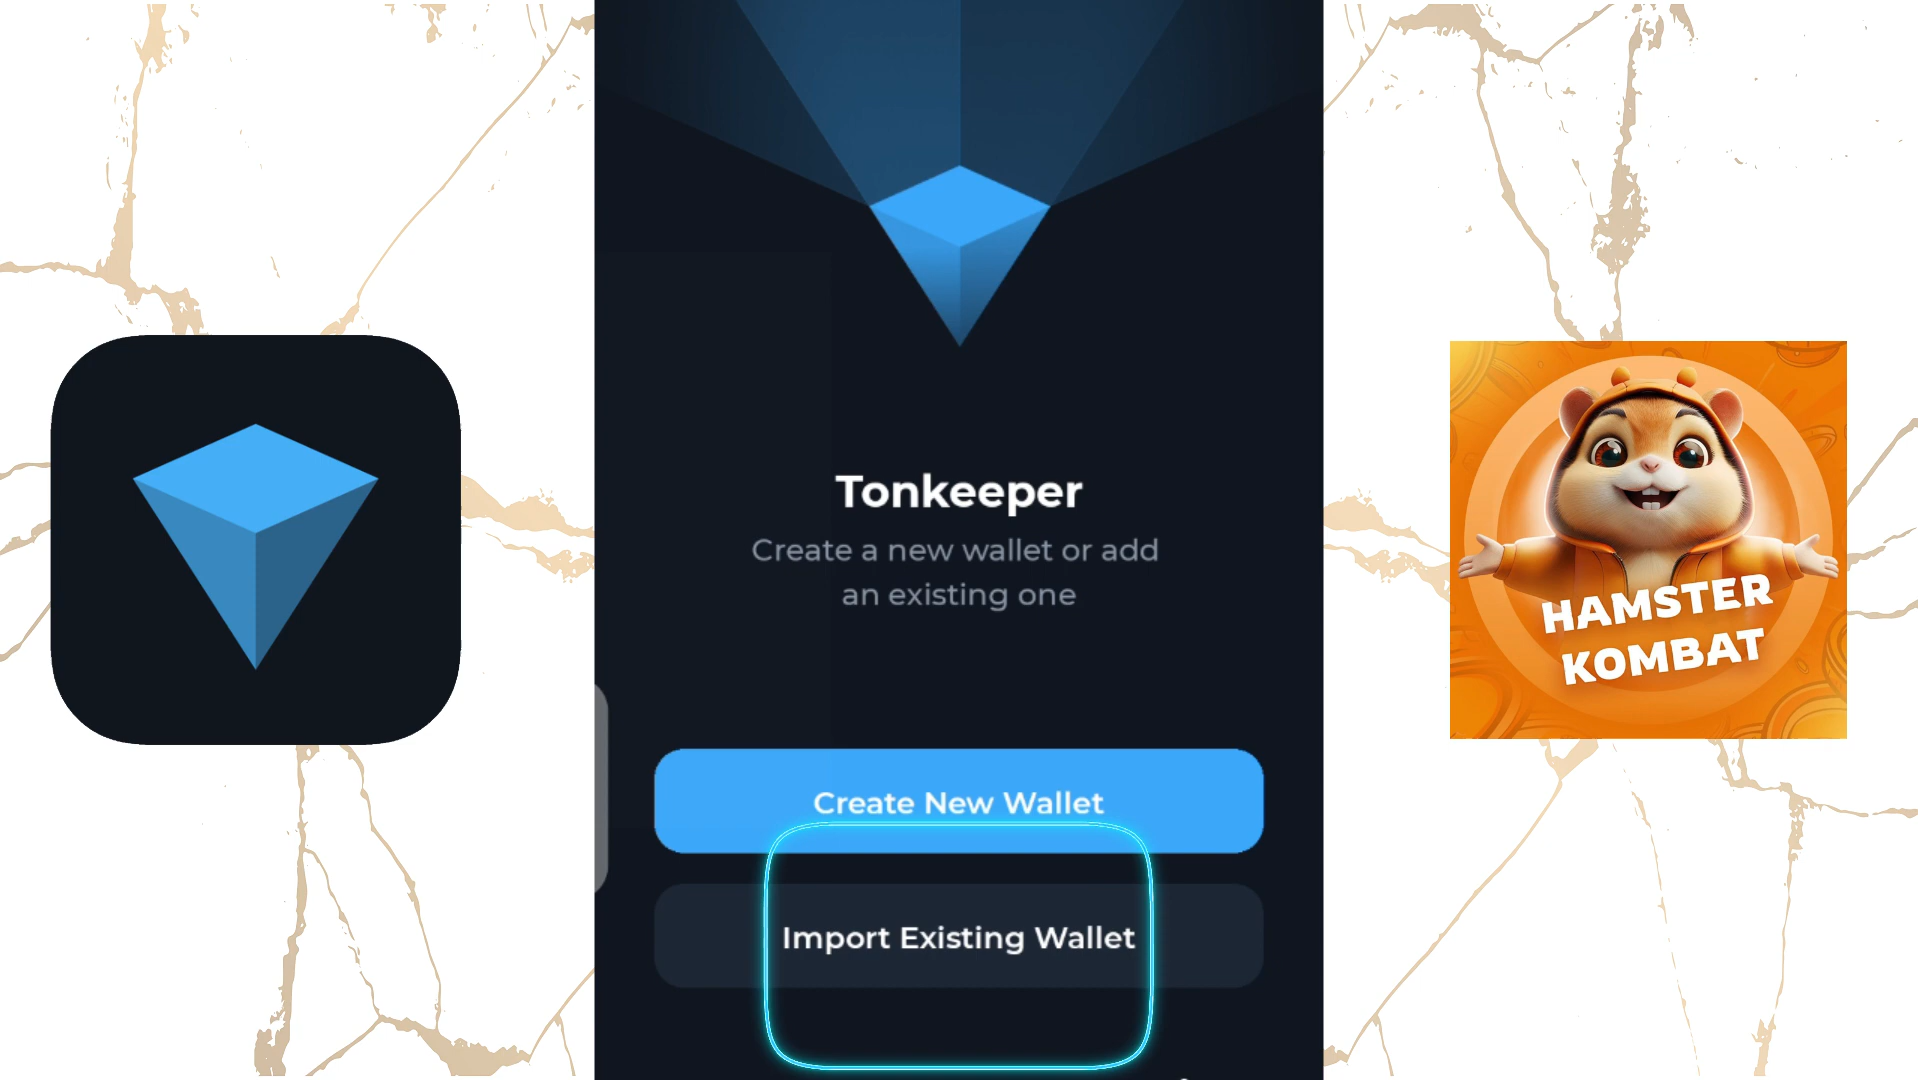 Tonkeeper
Create a new wallet or add
an existing one
Create New Wallet
Import Existing Wallet
HAMSTER
KOMBAT